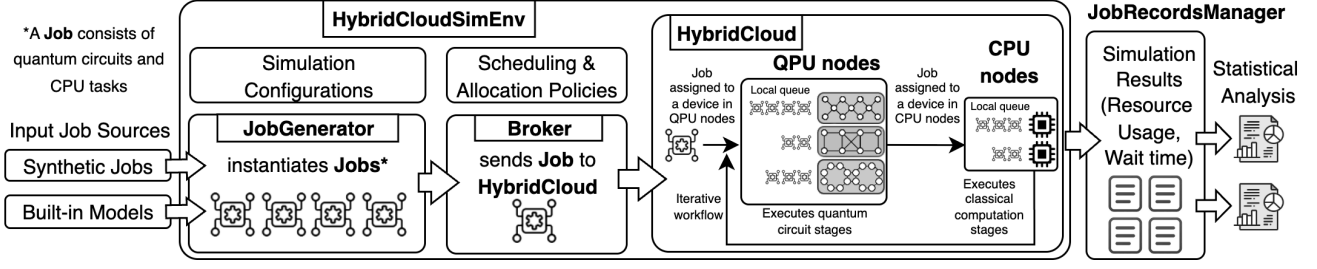 *A Job consists of
quantum circuits and
CPU tasks
Input Job Sources
Synthetic Jobs
Built-in Models
HybridCloudSimEnv
Simulation
Configurations
Scheduling &
Allocation Policies
JobGenerator
instantiates Jobs*
Broker
sends Job to
HybridCloud
HybridCloud
QPU nodes
CPU
nodes
Job
assigned to
a device in
QPU nodes
Local queue
Job
assigned to
a device in
CPU nodes
Local queue
Iterative
workflow
Executes quantum
circuit stages
Executes
classical
computation
stages
JobRecordsManager
Simulation
Results
(Resource
Usage,
Wait time)
Statistical
Analysis